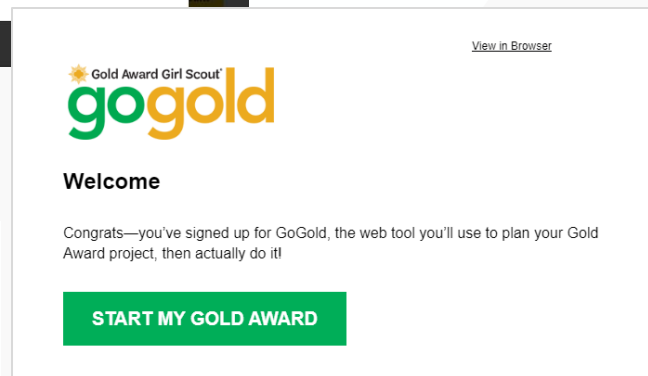 View in Browser
Gold Award Girl Scout®
gogold
Welcome
Congrats—you've signed up for GoGold, the web tool you'll use to plan your Gold
Award project, then actually do it!
START MY GOLD AWARD